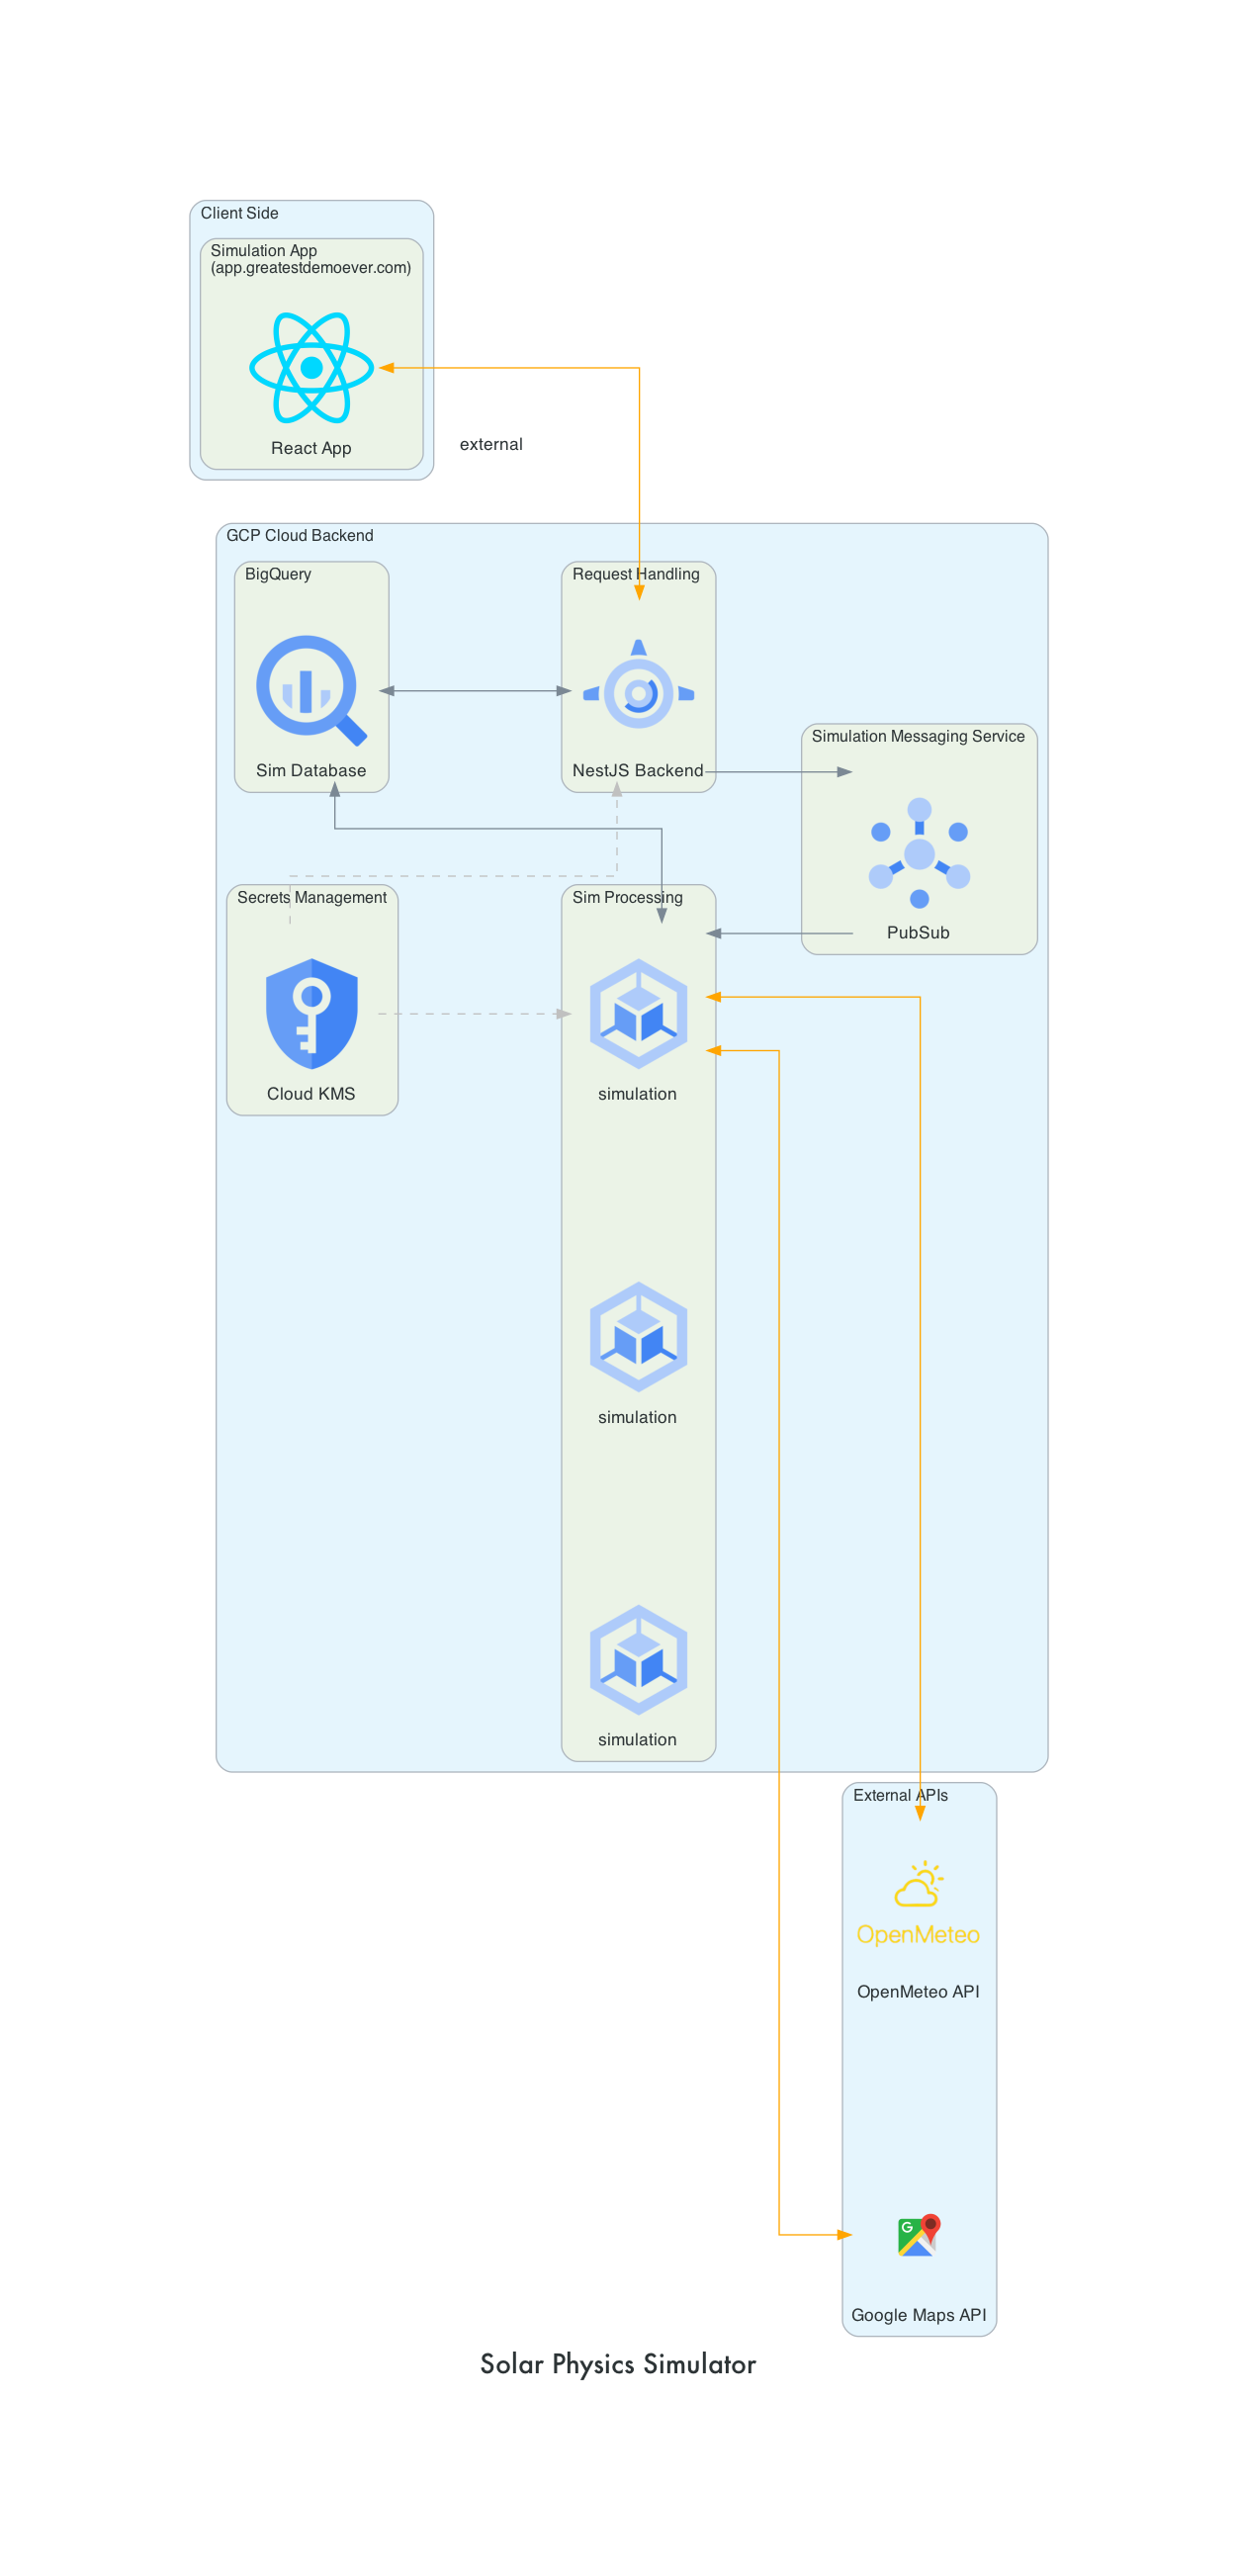 Client Side
Simulation App
(app.greatestdemoever.com)
React App
external
GCP Cloud Backend
BigQuery
Request Handling
Sim Database
NestJS Backend
Simulation Messaging Service
PubSub
Secrets Management
Sim Processing
Cloud KMS
simulation
simulation
simulation
External APIs
OpenMeteo
OpenMeteo API
G
Google Maps API
Solar Physics Simulator